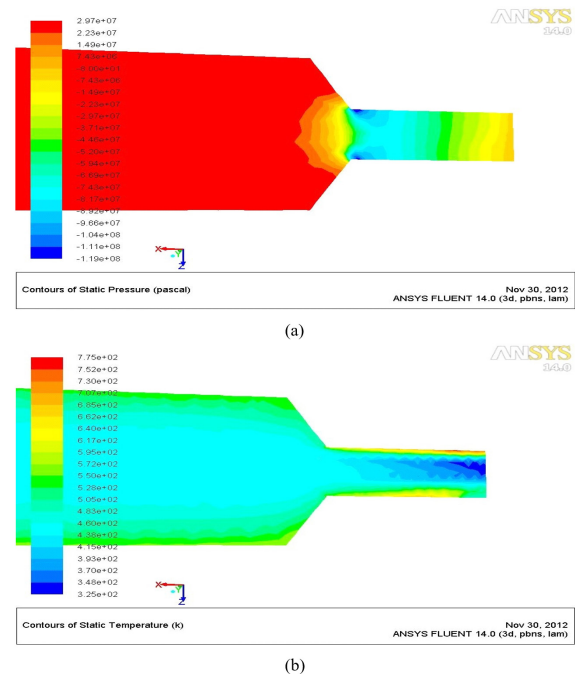 ANSYS
14.0
2.97e+07
2.23e+07
1.49e+07
7.43e+06
-7.43e+06
-1.49e+07
-2.23e+07
-2.97e+07
-3.71e+07
-4.46e+07
-5.20e+07
-5.94e+07
-6.69e+07
-7.43e+07
-8.17e+07
-8.92e+07
-9.66e+07
-1.04e+08
-1.11e+08
-1.19e+08
X Y
Z
Contours of Static Pressure (pascal)
Nov 30, 2012
ANSYS FLUENT 14.0 (3d, pbns, lam)
(a)
ANSYS
14.0
7.75e+02
7.52e+02
7.30e+02
7.07e+02
6.85e+02
6.62e+02
6.40e+02
6.17e+02
5.95e+02
5.72e+02
5.50e+02
5.28e+02
5.05e+02
4.83e+02
4.60e+02
4.38e+02
4.15e+02
3.93e+02
3.70e+02
3.48e+02
3.25e+02
X Y
Z
Contours of Static Temperature (k)
Nov 30, 2012
ANSYS FLUENT 14.0 (3d, pbns, lam)
(b)